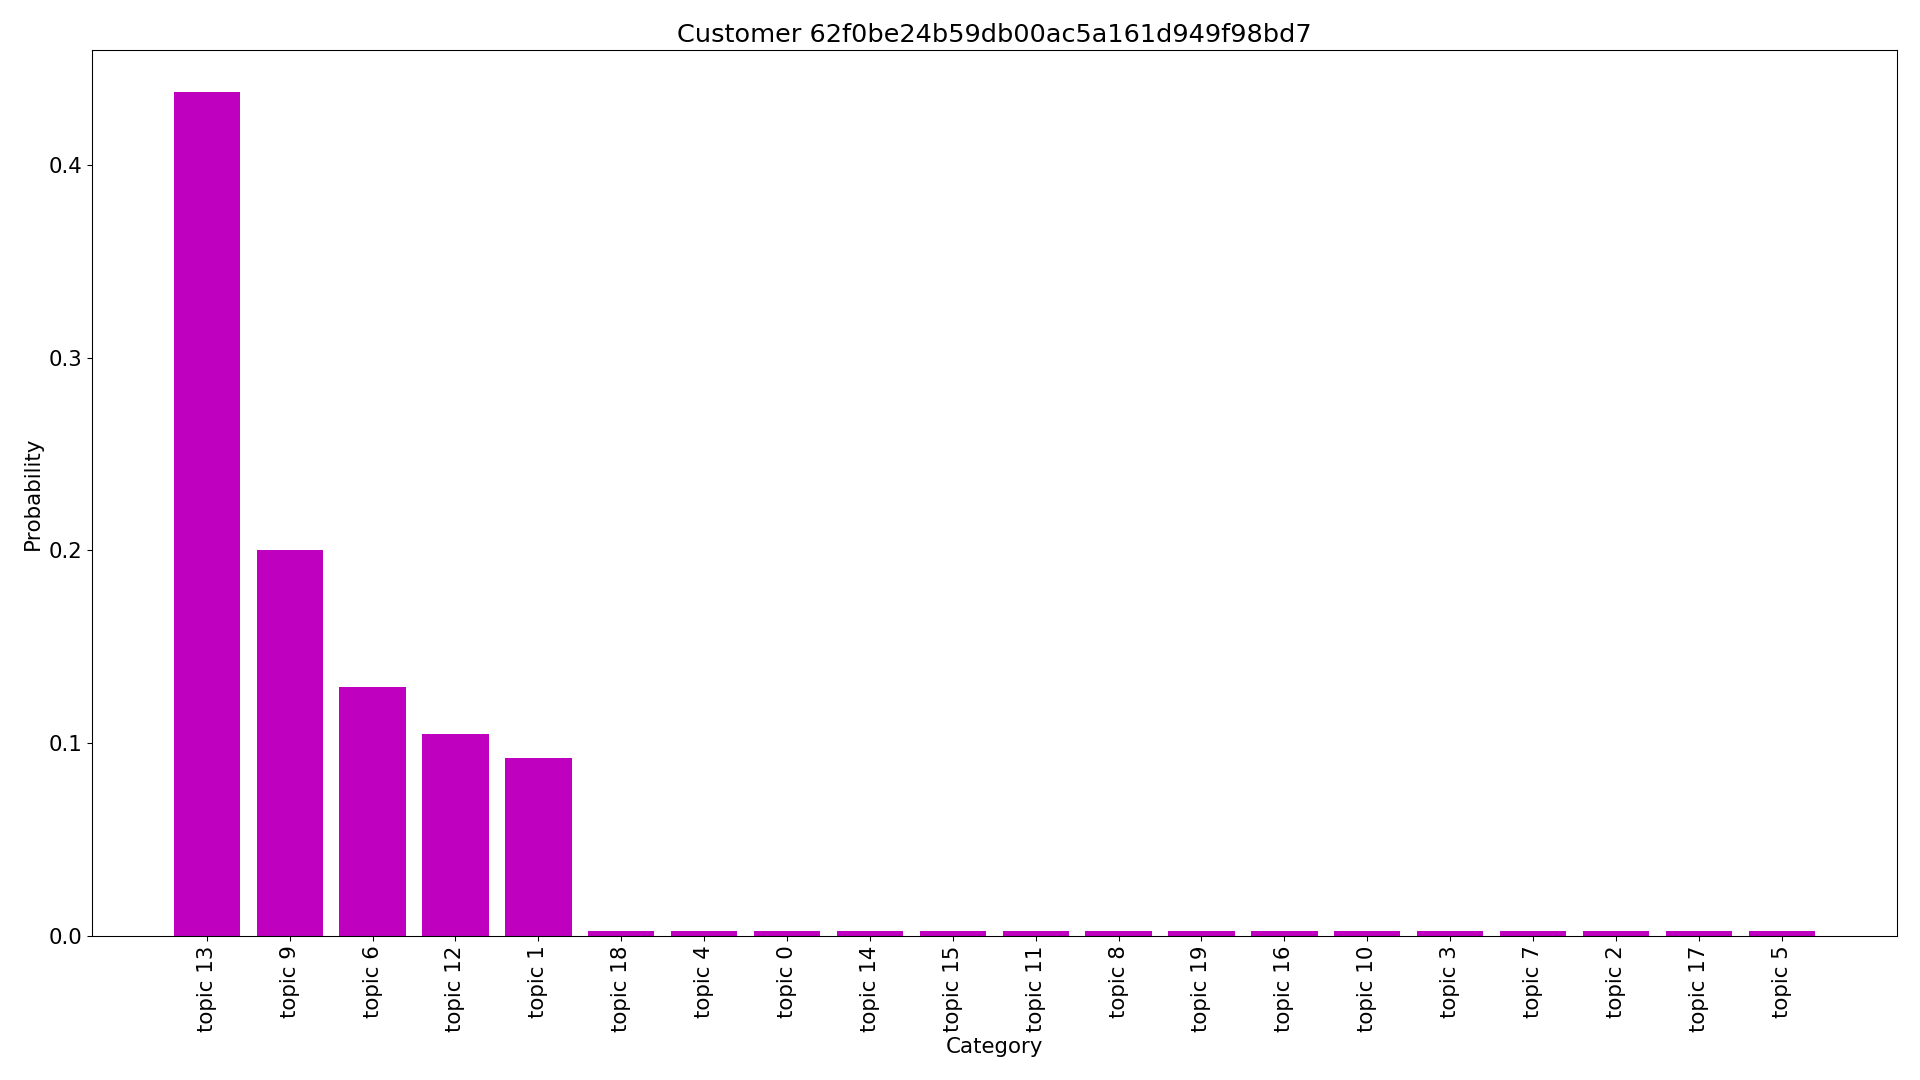 Customer 62f0be24b59db00ac5a161d949f98bd7
Probability
0.4
0.3
0.2
0.1
0.0
topic 13
topic 9
topic 6
topic 12
topic 1
topic 18
topic 4
topic 0
topic 14
topic 15
topic 11
topic 8
topic 19
topic 16
topic 10
topic 3
topic 7
topic 2
topic 17
topic 5
Category